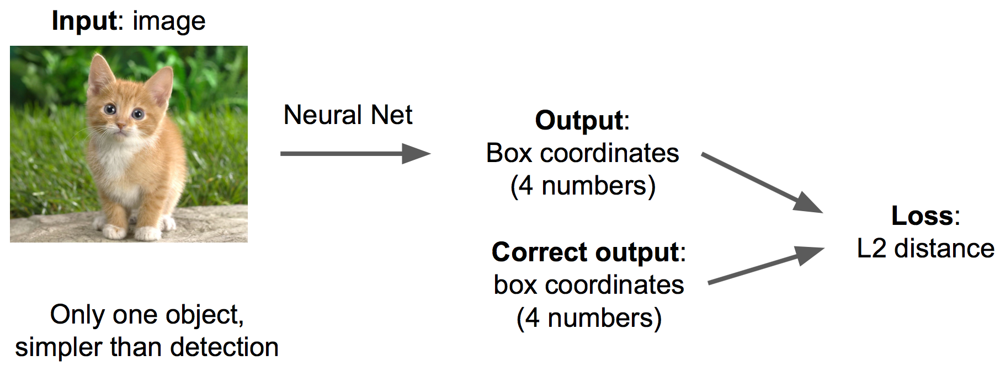 Input: image
Neural Net
Output:
Box coordinates
(4 numbers)
Correct output:
box coordinates
(4 numbers)
Loss:
L2 distance
Only one object,
simpler than detection